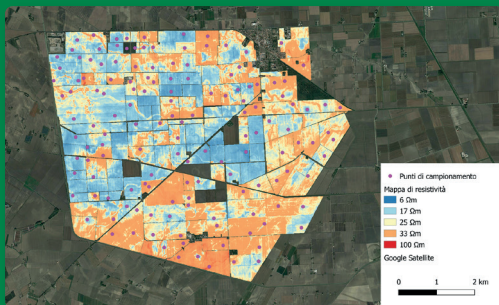 Punti di campionamento
Mappa di resistività
6 Ωm
17 Ωm
25 Ωm
33 Ωm
100 Ωm
Google Satellite
0 1 2 km